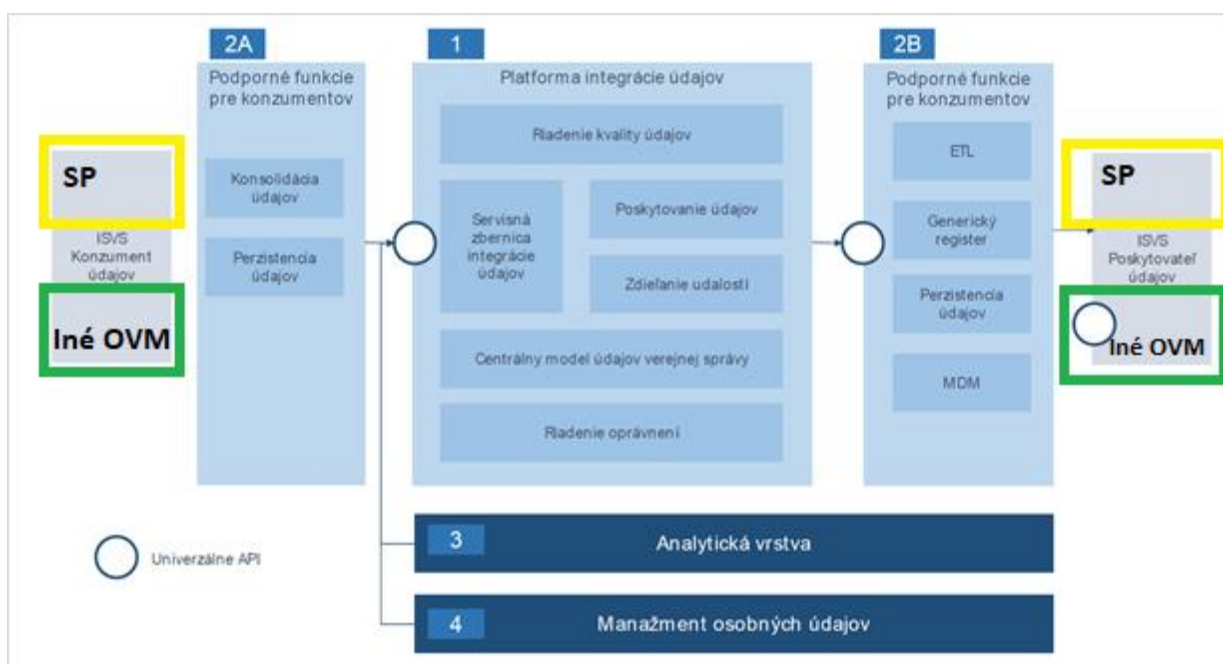 2A
Podporné funkcie
pre konzumentov
Konsolidácia
údajov
Perzistencia
údajov
SP
ISVS
Konzument
údajov
Iné OVM
1
Platforma integrácie údajov
Riadenie kvality údajov
Servisná
zbernica
integrácie
údajov
Poskytovanie údajov
Zdieľanie udalostí
Centrálny model údajov verejnej správy
Riadenie oprávnení
2B
Podporné funkcie
pre konzumentov
ETL
Generický
register
Perzistencia
údajov
MDM
SP
ISVS
Poskytovateľ
údajov
Iné OVM
Univerzálne API
3
Analytická vrstva
4
Manažment osobných údajov